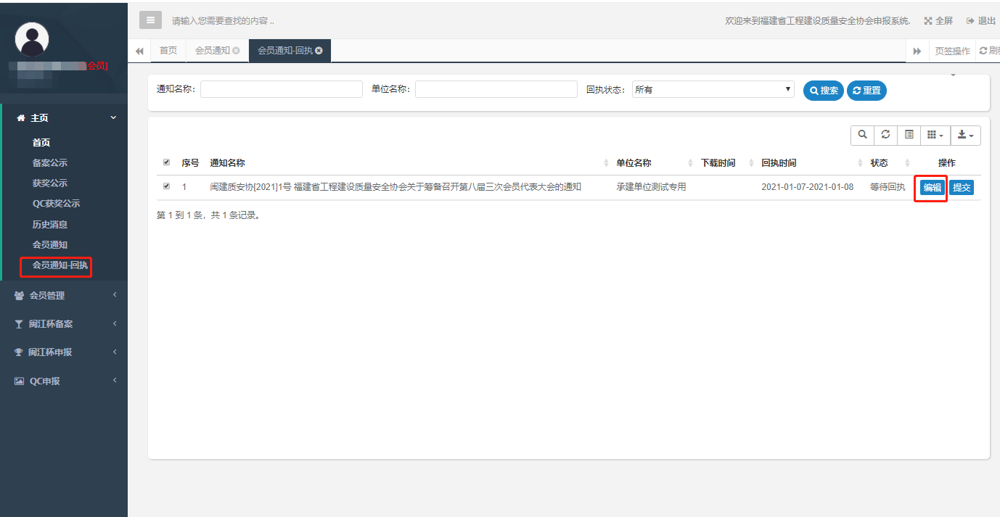 请输入您需要查找的内容 ..
欢迎来到福建省工程建设质量安全协会申报系统.
全屏
退出
首页
会员通知
会员通知-回执
页签操作
[会员]
主页
首页
备案公示
获奖公示
QC获奖公示
历史消息
会员通知
会员通知-回执
会员管理
闽江杯备案
闽江杯申报
QC申报
通知名称：
单位名称：
回执状态： 所有
搜索
重置
序号 通知名称 单位名称 下载时间 回执时间 状态 操作
1 闽建质安协[2021]1号 福建省工程建设质量安全协会关于筹备召开第八届三次会员代表大会的通知 承建单位测试专用 2021-01-07-2021-01-08 等待回执 编辑 提交
第 1 到 1 条，共 1 条记录。